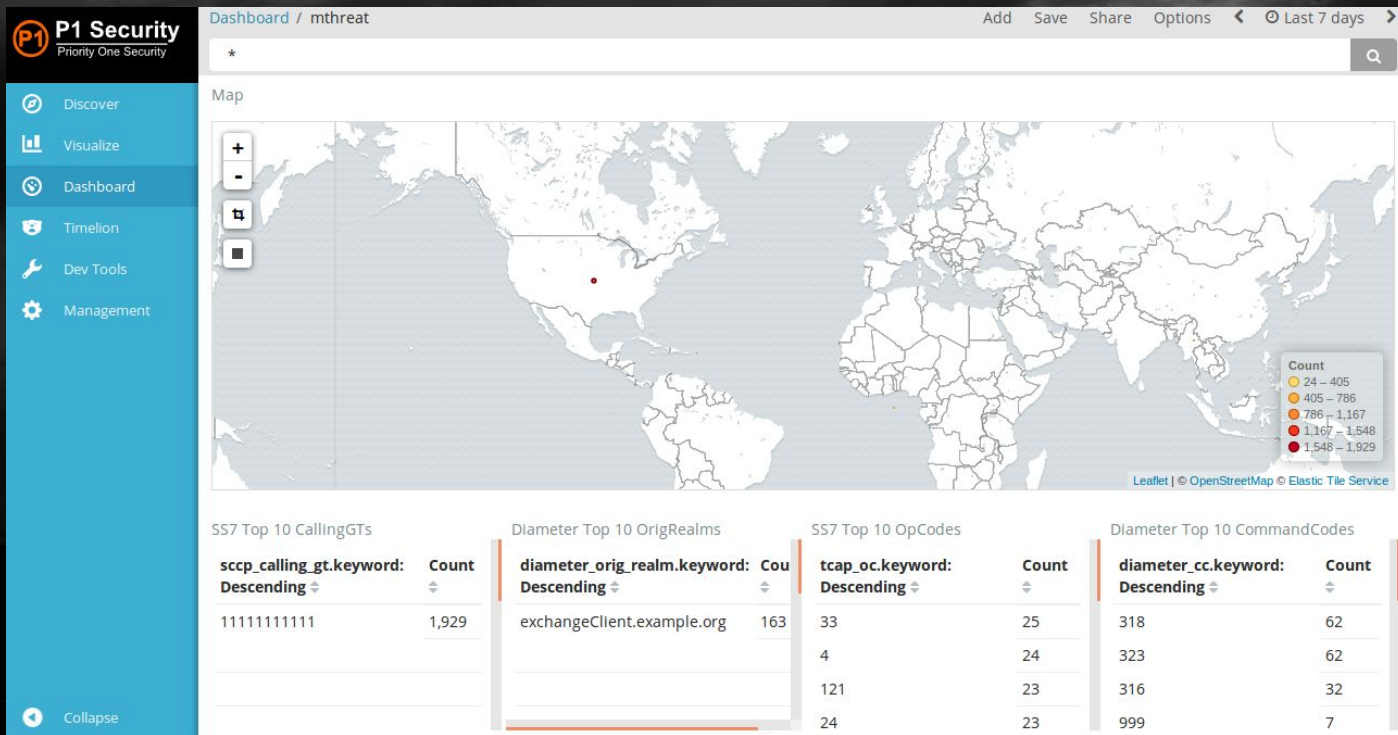 P1 P1 Security
Priority One Security
Dashboard / mthreat
Add Save Share Options Last 7 days
*
Discover
Visualize
Dashboard
Timelion
Dev Tools
Management
Collapse
Map
+
-
Count
24 – 405
405 – 786
786 – 1,167
1,167 – 1,548
1,548 – 1,929
Leaflet | © OpenStreetMap © Elastic Tile Service
SS7 Top 10 CallingGTs
sccp_calling_gt.keyword: Count
Descending
11111111111 1,929
Diameter Top 10 OrigRealms
diameter_orig_realm.keyword: Cou
Descending
exchangeClient.example.org 163
SS7 Top 10 OpCodes
tcap_oc.keyword: Count
Descending
33 25
4 24
121 23
24 23
Diameter Top 10 CommandCodes
diameter_cc.keyword: Count
Descending
318 62
323 62
316 32
999 7